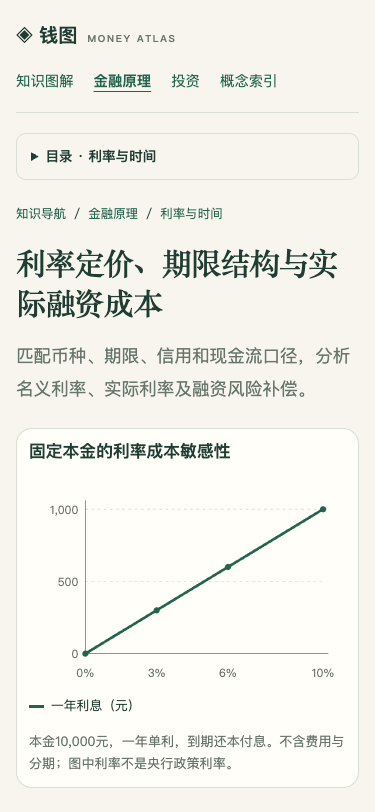 钱图 MONEY ATLAS
知识图解 金融原理 投资 概念索引
目录 · 利率与时间
知识导航 / 金融原理 / 利率与时间
利率定价、期限结构与实
际融资成本
匹配币种、期限、信用和现金流口径，分析
名义利率、实际利率及融资风险补偿。
固定本金的利率成本敏感性
1,000
500
0
0% 3% 6% 10%
一年利息（元）
本金10,000元，一年单利，到期还本付息。不含费用与
分期；图中利率不是央行政策利率。